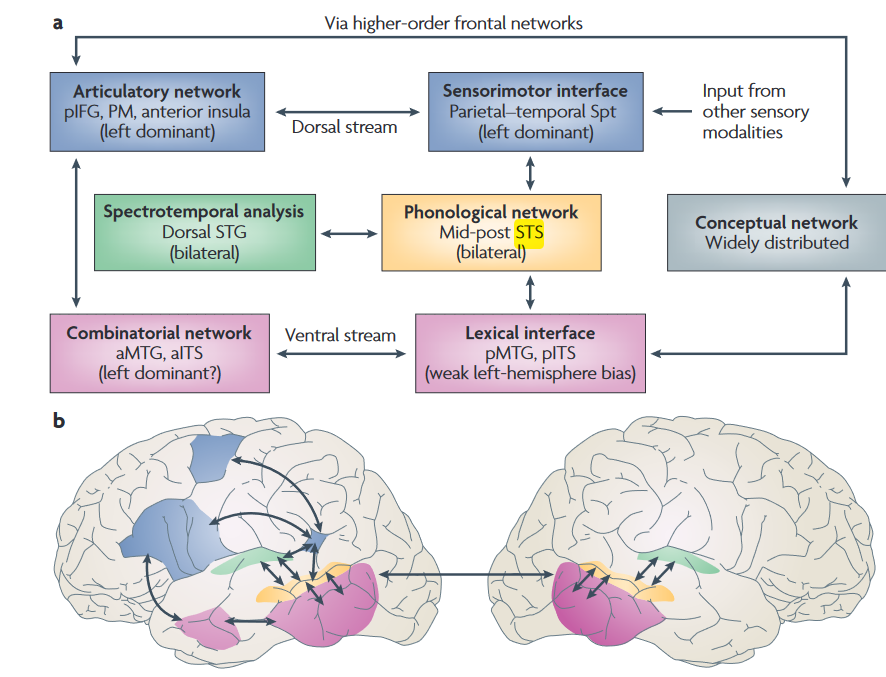 a
Via higher-order frontal networks
Articulatory network
pIFG, PM, anterior insula
(left dominant)
Dorsal stream
Sensorimotor interface
Parietal–temporal Spt
(left dominant)
Input from
other sensory
modalities
Spectrotemporal analysis
Dorsal STG
(bilateral)
Phonological network
Mid-post STS
(bilateral)
Conceptual network
Widely distributed
Combinatorial network
aMTG, aITS
(left dominant?)
Ventral stream
Lexical interface
pMTG, pITS
(weak left-hemisphere bias)
b